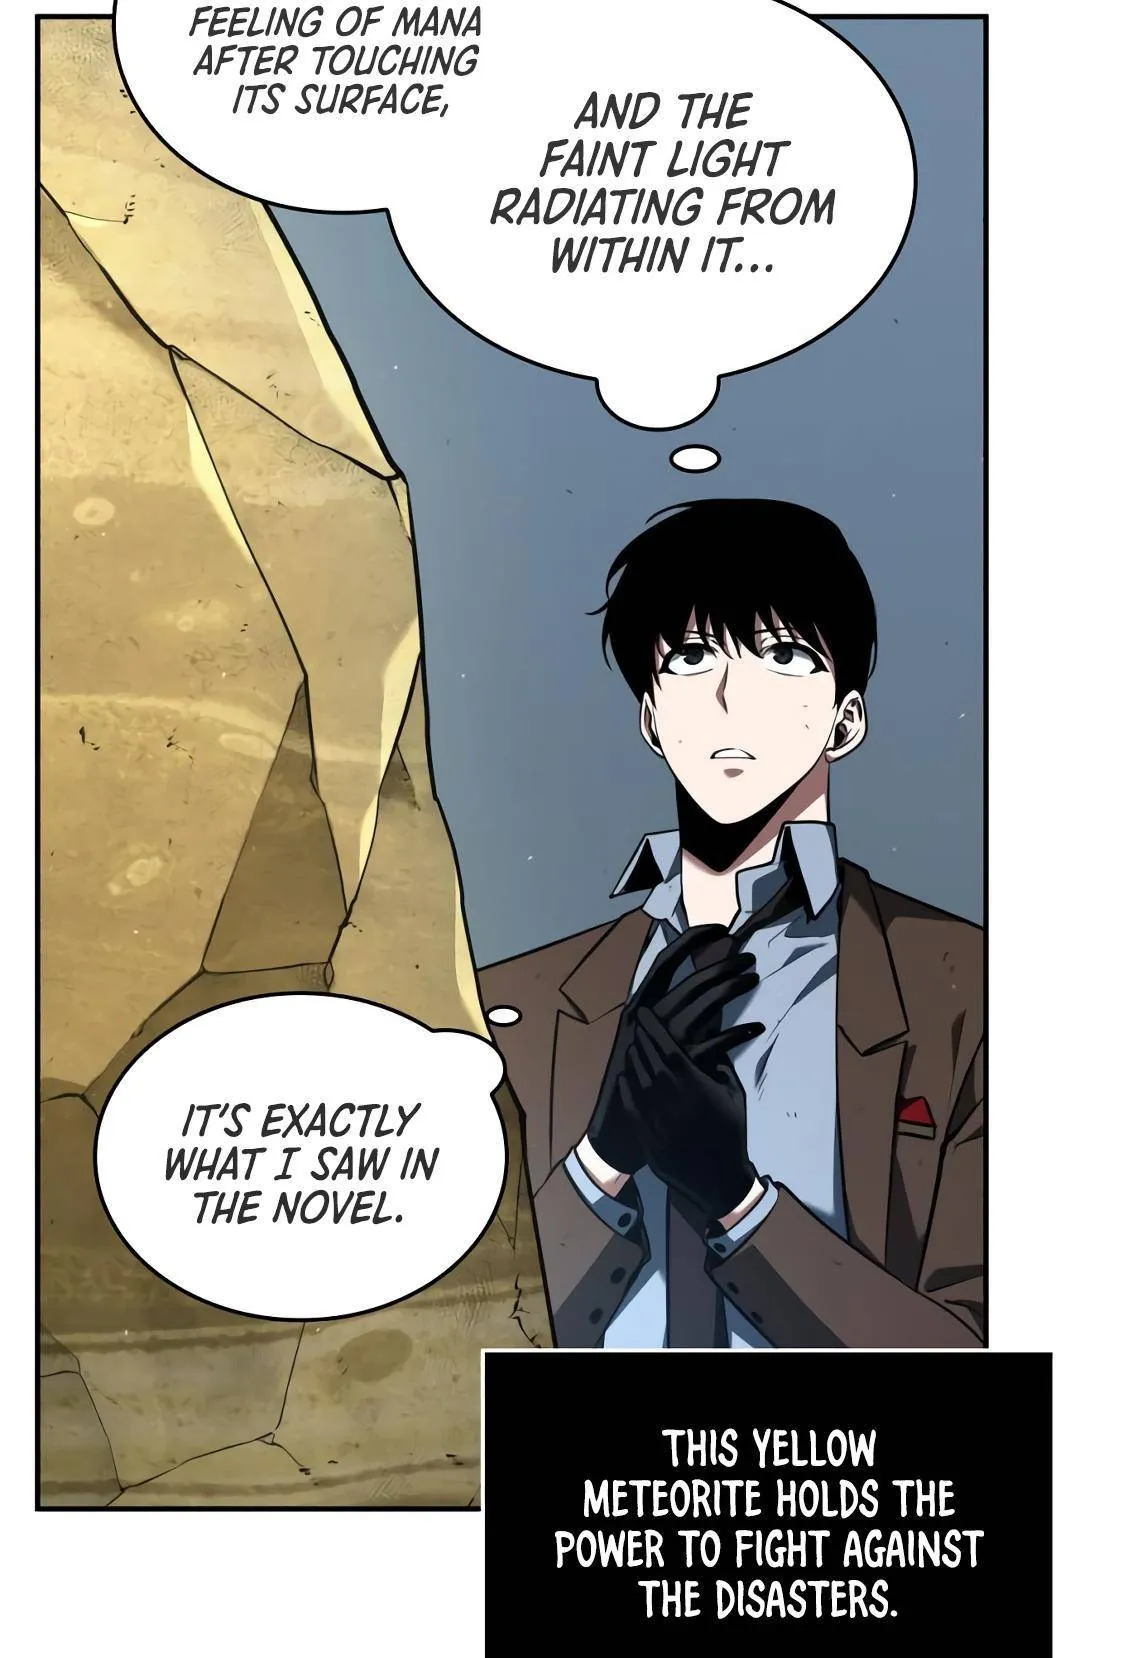 FEELING OF MANA
AFTER TOUCHING
ITS SURFACE,
AND THE
FAINT LIGHT
RADIATING FROM
WITHIN IT...
IT'S EXACTLY
WHAT I SAW IN
THE NOVEL.
THIS YELLOW
METEORITE HOLDS THE
POWER TO FIGHT AGAINST
THE DISASTERS.